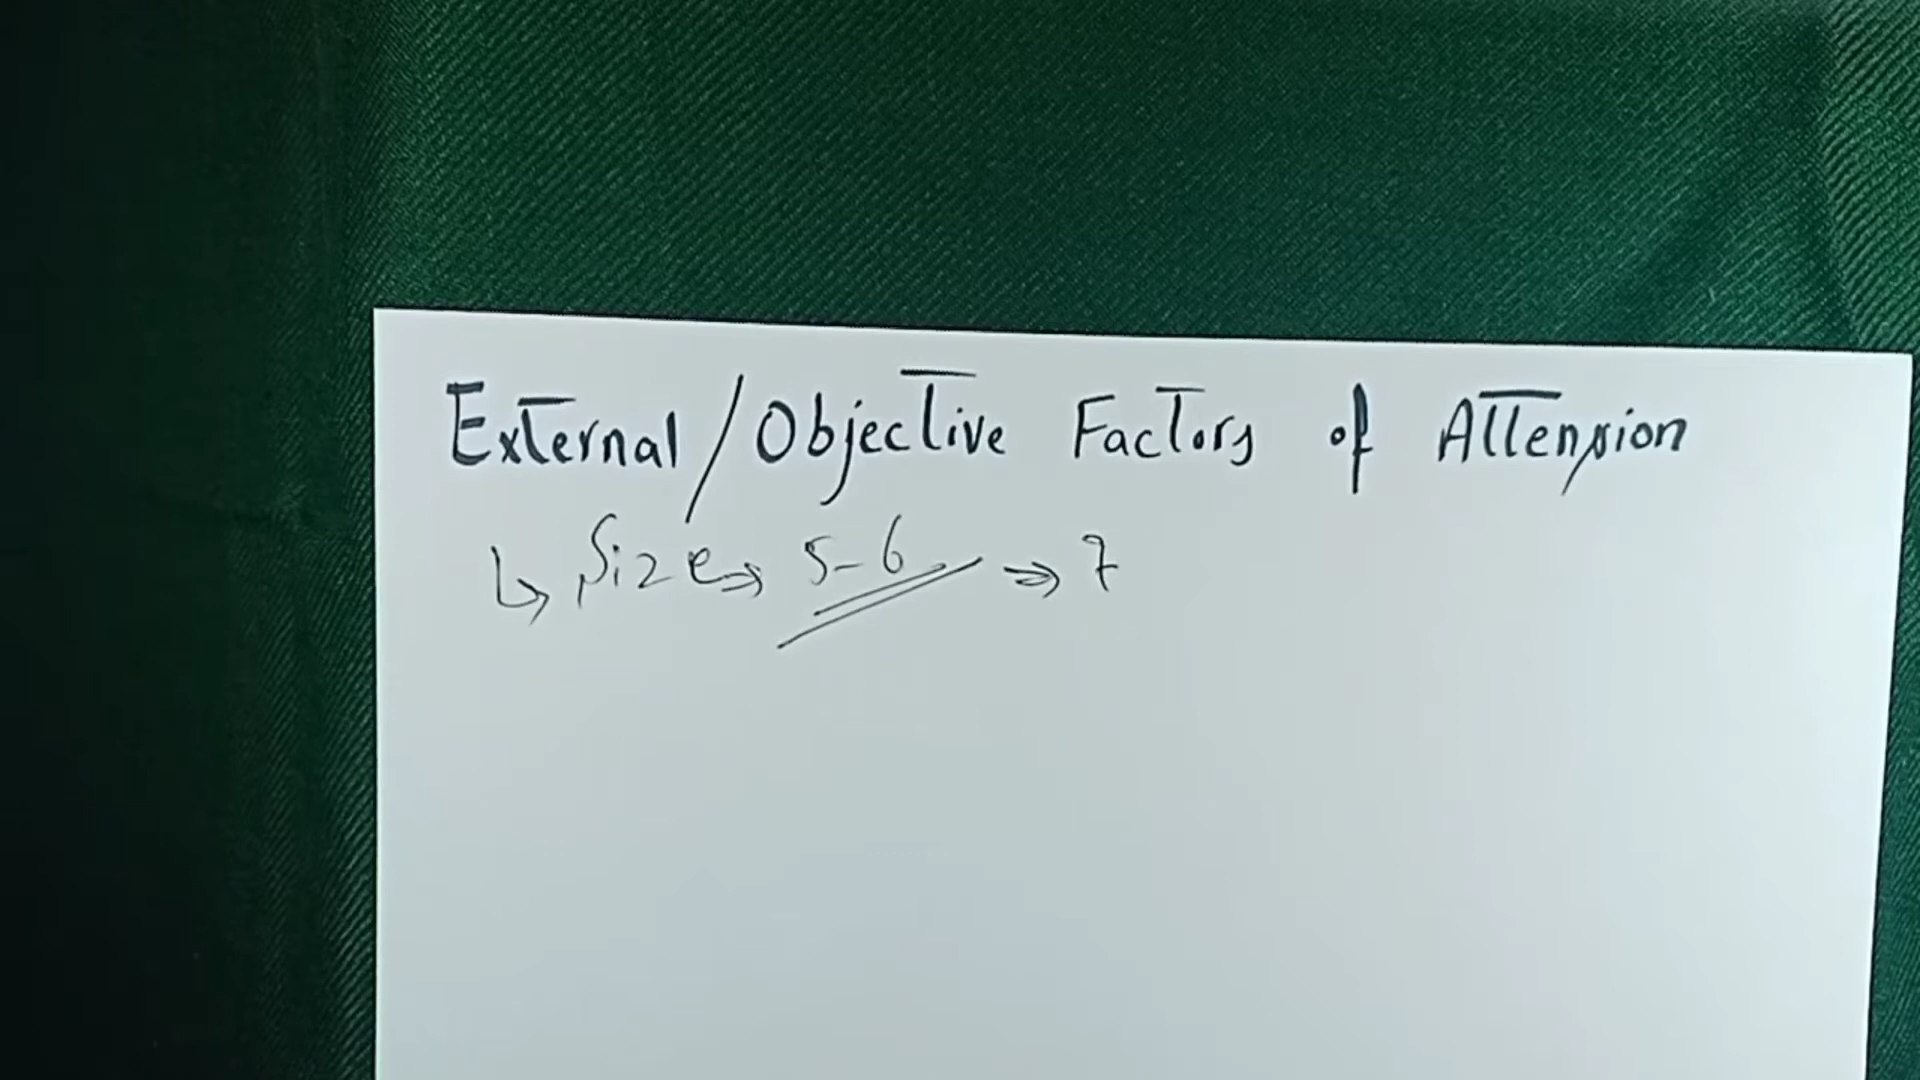 External/Objective Factors of Attension
↳ Size → 5-6 ⇒ 7